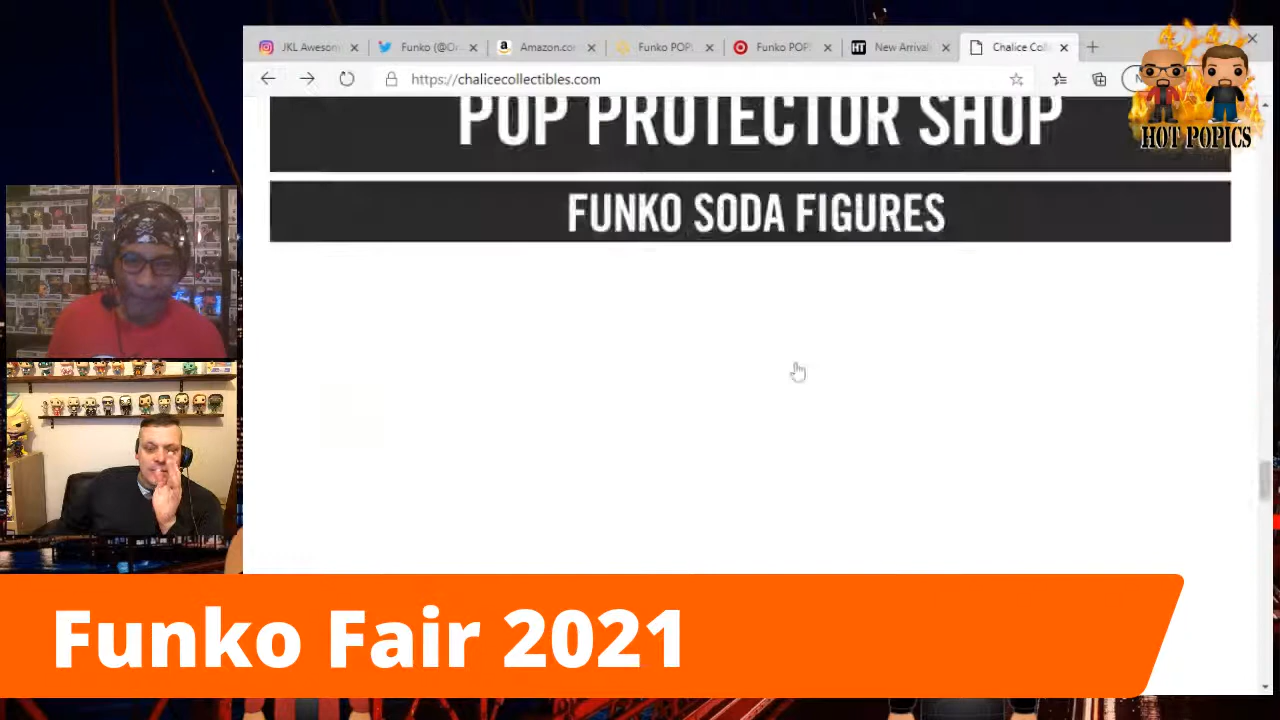 JKL Awesom
Funko (@Or
Amazon.co
Funko POP
Funko POP
New Arrival
Chalice Coll
https://chalicecollectibles.com
HOT POPICS
POP PROTECTOR SHOP
FUNKO SODA FIGURES
Funko Fair 2021